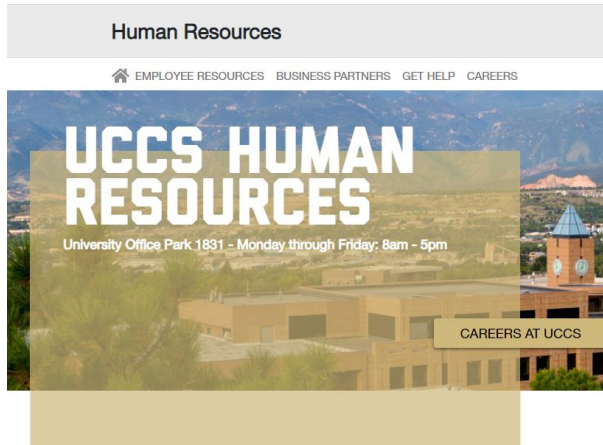 Human Resources
EMPLOYEE RESOURCES BUSINESS PARTNERS GET HELP CAREERS
UCCS HUMAN
RESOURCES
University Office Park 1831 - Monday through Friday: 8am - 5pm
CAREERS AT UCCS